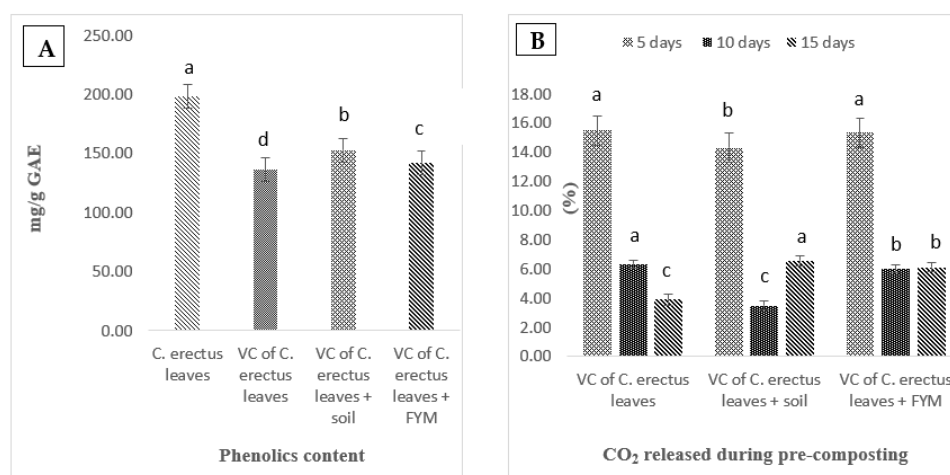 A
250.00
200.00
150.00
100.00
50.00
0.00
mg/g GAE
a
d
b
c
C. erectus
leaves
VC of C.
erectus
leaves
VC of C.
erectus
leaves + 
soil
VC of C.
erectus
leaves +
FYM
Phenolics content
B
5 days
10 days
15 days
18.00
16.00
14.00
12.00
10.00
8.00
6.00
4.00
2.00
0.00
(%)
a
a
c
b
c
a
a
b
b
VC of C. erectus
leaves
VC of C. erectus
leaves + soil
VC of C. erectus
leaves + FYM
CO₂ released during pre-composting